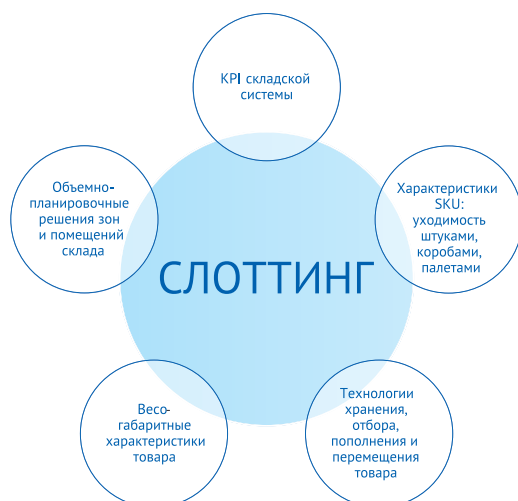 KPI складской
системы
Объемно-
планировочные
решения зон
и помещений
склада
Характеристики
SKU:
уходимость
штуками,
коробами,
палетами
СЛОТТИНГ
Весо-
габаритные
характеристики
товара
Технологии
хранения,
отбора,
пополнения и
перемещения
товара